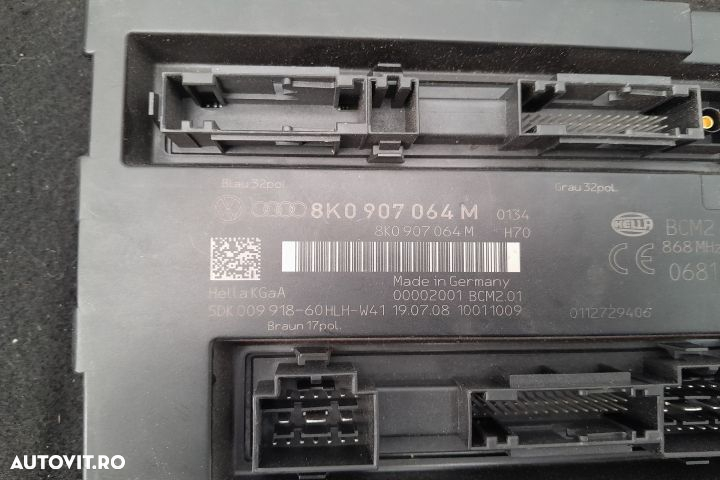 Blau 32pol.
Grau 32pol.
8K0 907 064 M 0134
8K0 907 064 M H70
HELLA
BCM2
868 MHz
CE 0681
Made in Germany
Hella KGaA 00002001 BCM2.01
5DK 009 918-60 HLH-W41 19.07.08 10011009
0112729406
Braun 17pol.
AUTOVIT.RO